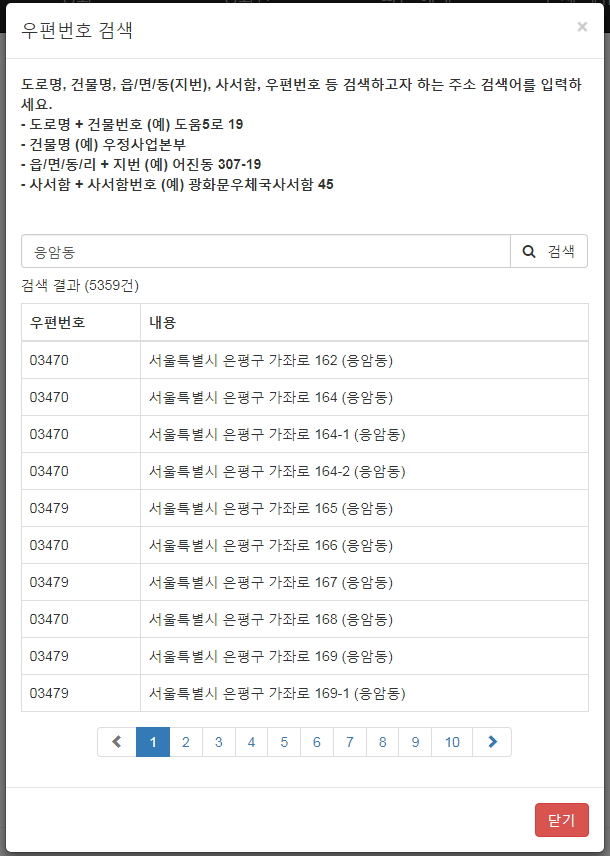 우편번호 검색
×
도로명, 건물명, 읍/면/동(지번), 사서함, 우편번호 등 검색하고자 하는 주소 검색어를 입력하
세요.
- 도로명 + 건물번호 (예) 도움5로 19
- 건물명 (예) 우정사업본부
- 읍/면/동/리 + 지번 (예) 어진동 307-19
- 사서함 + 사서함번호 (예) 광화문우체국사서함 45
응암동 검색
검색 결과 (5359건)
우편번호 내용
03470 서울특별시 은평구 가좌로 162 (응암동)
03470 서울특별시 은평구 가좌로 164 (응암동)
03470 서울특별시 은평구 가좌로 164-1 (응암동)
03470 서울특별시 은평구 가좌로 164-2 (응암동)
03479 서울특별시 은평구 가좌로 165 (응암동)
03470 서울특별시 은평구 가좌로 166 (응암동)
03479 서울특별시 은평구 가좌로 167 (응암동)
03470 서울특별시 은평구 가좌로 168 (응암동)
03479 서울특별시 은평구 가좌로 169 (응암동)
03479 서울특별시 은평구 가좌로 169-1 (응암동)
1 2 3 4 5 6 7 8 9 10
닫기